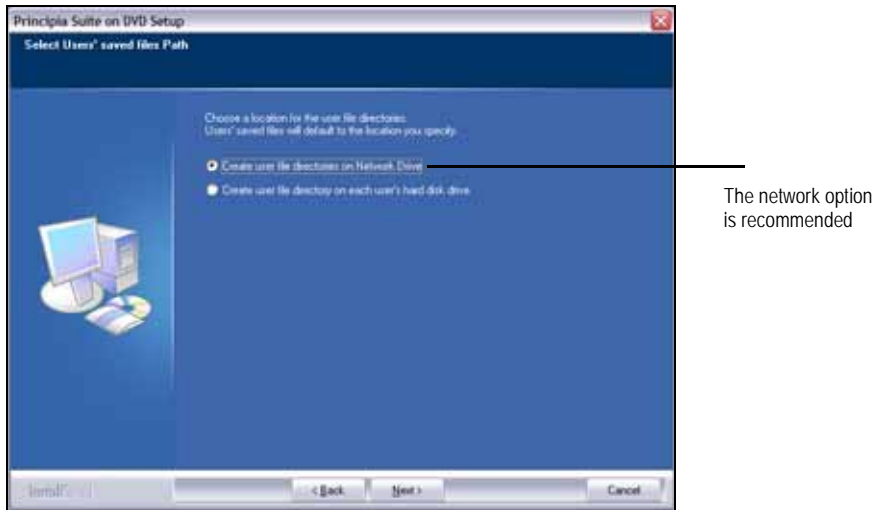 Principia Suite on DVD Setup
Select Users' saved files Path
Choose a location for the user file directories.
Users' saved files will default to the location you specify.
Create user file directories on Network Drive
Create user file directory on each user's hard disk drive
The network option
is recommended
< Back
Next >
Cancel